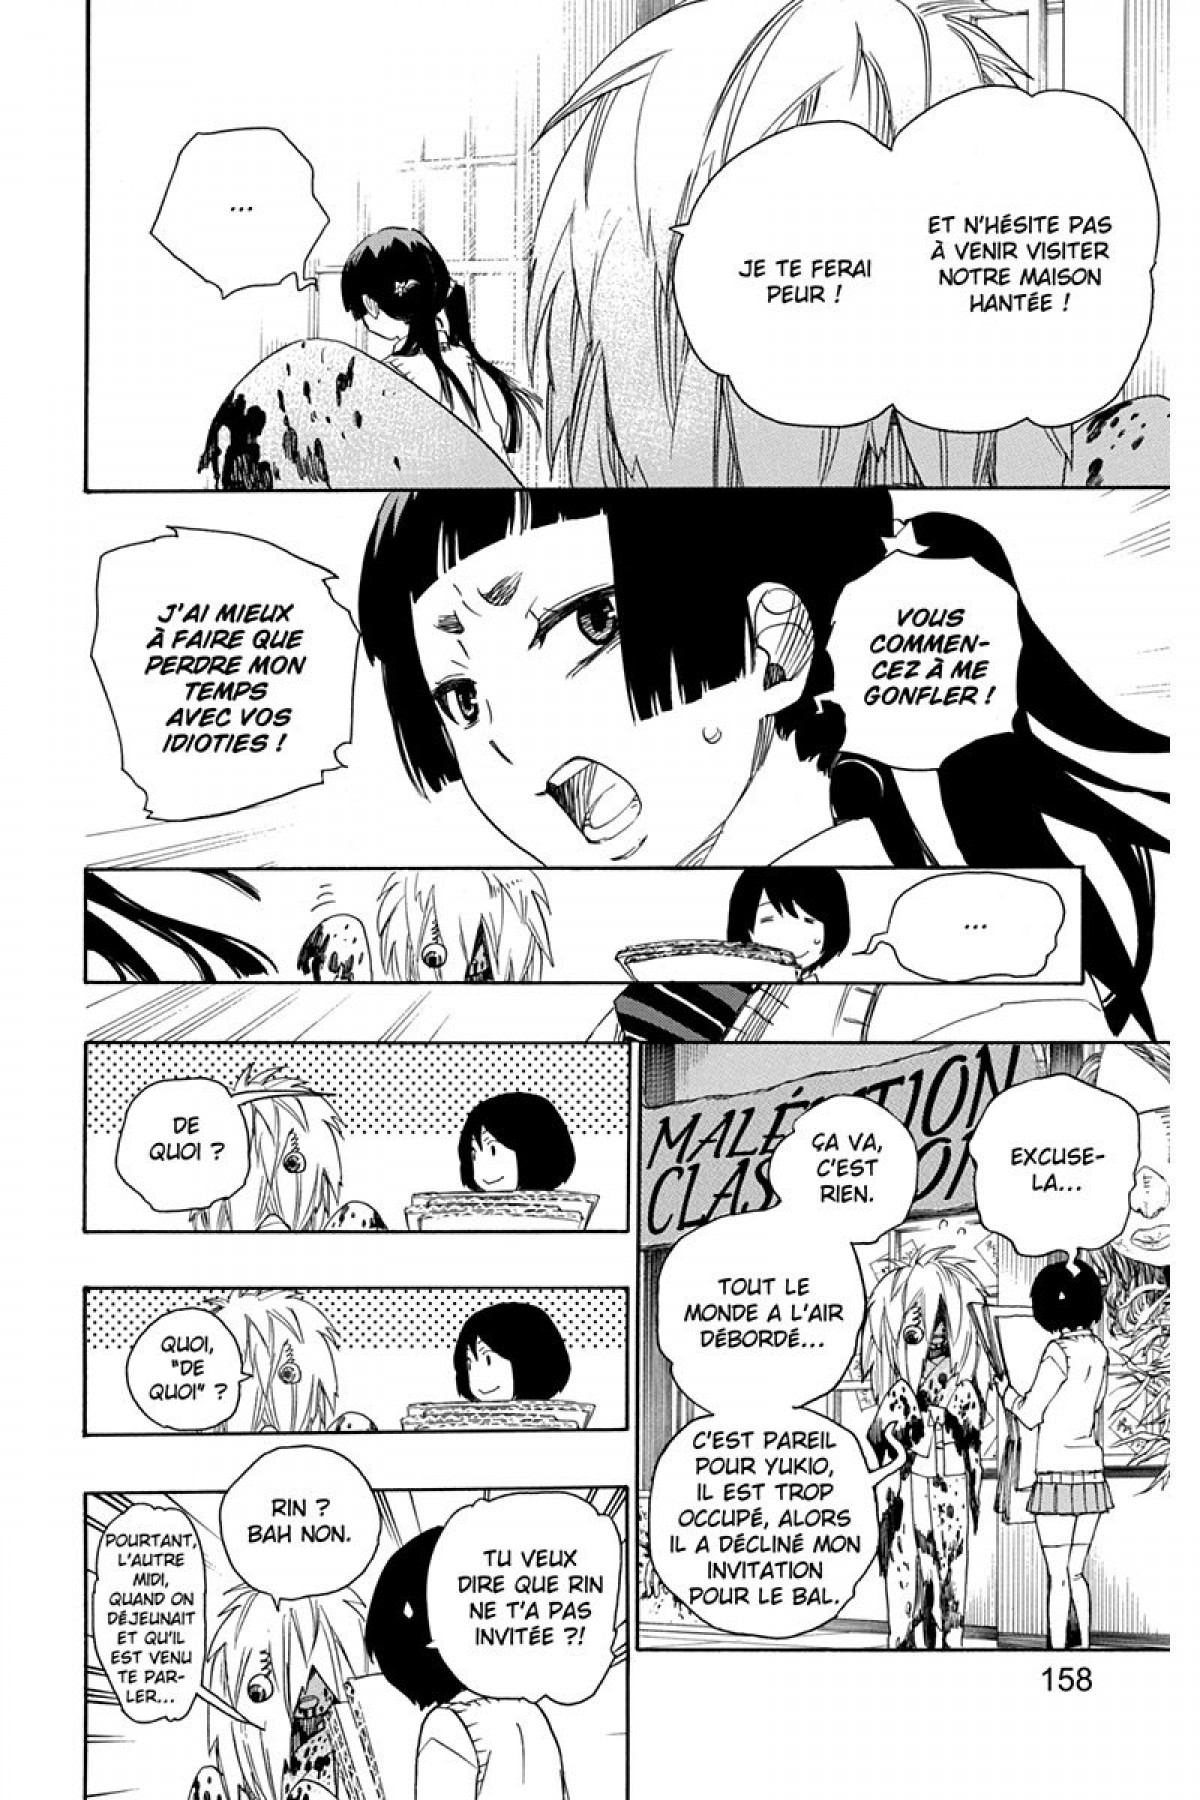 ET N'HÉSITE PAS
À VENIR VISITER
NOTRE MAISON
HANTÉE !
JE TE FERAI
PEUR !
...
VOUS
COMMEN-
CEZ À ME
GONFLER !
J'AI MIEUX
À FAIRE QUE
PERDRE MON
TEMPS
AVEC VOS
IDIOTIES !
...
EXCUSE-
LA...
ÇA VA,
C'EST
RIEN.
TOUT LE
MONDE A L'AIR
DÉBORDÉ...
C'EST PAREIL
POUR YUKIO,
IL EST TROP
OCCUPÉ, ALORS
IL A DÉCLINÉ MON
INVITATION
POUR LE BAL.
DE
QUOI ?
QUOI,
"DE
QUOI" ?
TU VEUX
DIRE QUE RIN
NE T'A PAS
INVITÉE ?!
RIN ?
BAH NON.
POURTANT,
L'AUTRE
MIDI,
QUAND ON
DÉJEUNAIT
ET QU'IL
EST VENU
TE PAR-
LER...
158